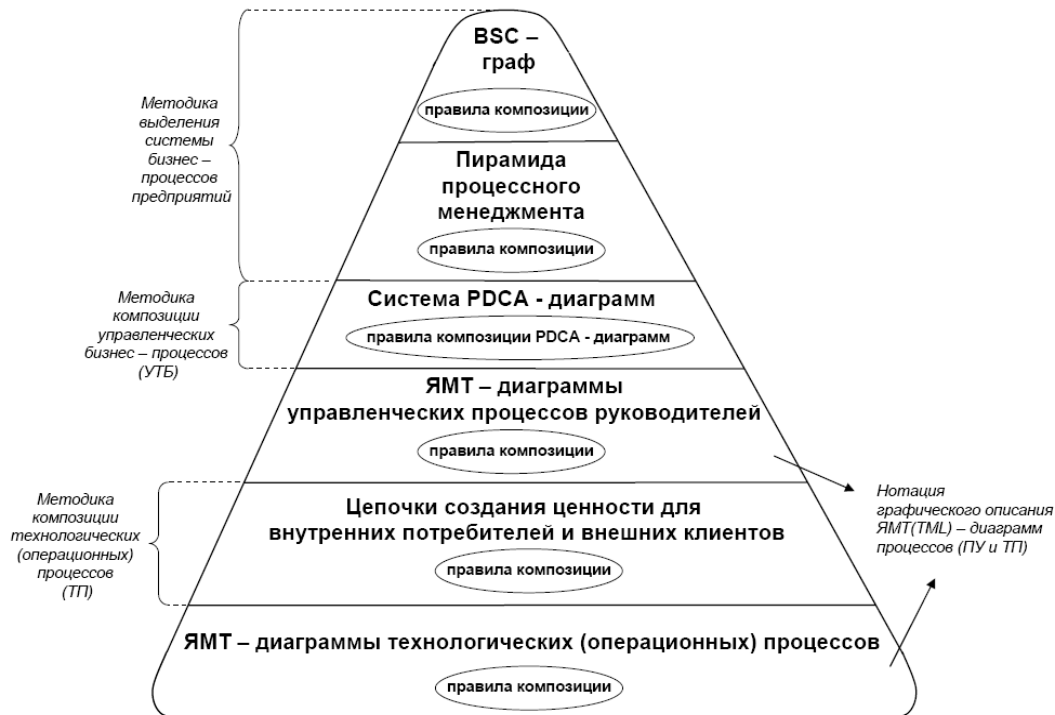 BSC –
граф
правила композиции
Методика
выделения
системы
бизнес –
процессов
предприятий
Пирамида
процессного
менеджмента
правила композиции
Методика
композиции
управленческих
бизнес – процессов
(УТБ)
Система PDCA - диаграмм
правила композиции PDCA - диаграмм
ЯМТ – диаграммы
управленческих процессов руководителей
правила композиции
Методика
композиции
технологических
(операционных)
процессов
(ТП)
Цепочки создания ценности для
внутренних потребителей и внешних клиентов
правила композиции
Нотация
графического описания
ЯМТ(TML) – диаграмм
процессов (ПУ и ТП)
ЯМТ – диаграммы технологических (операционных) процессов
правила композиции